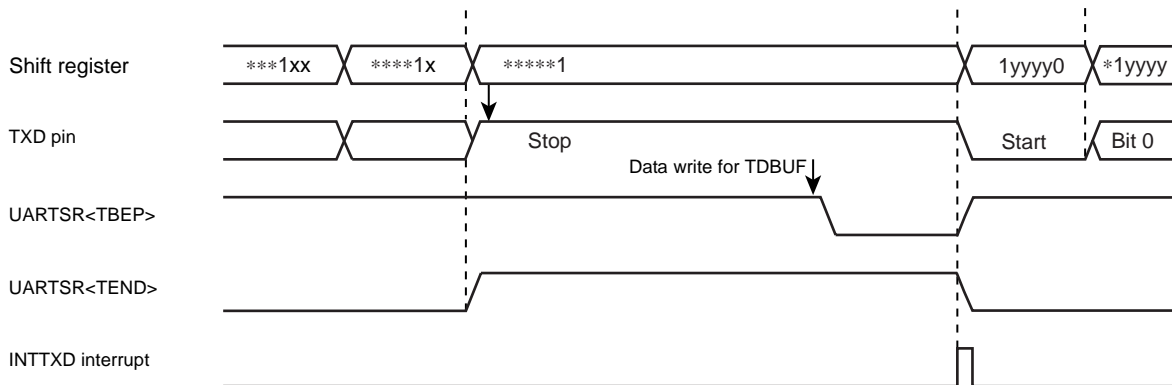 Shift register ***1xx ****1x *****1 1yyyy0 *1yyyy
TXD pin Stop Start Bit 0
Data write for TDBUF
UARTSR<TBEP>
UARTSR<TEND>
INTTXD interrupt